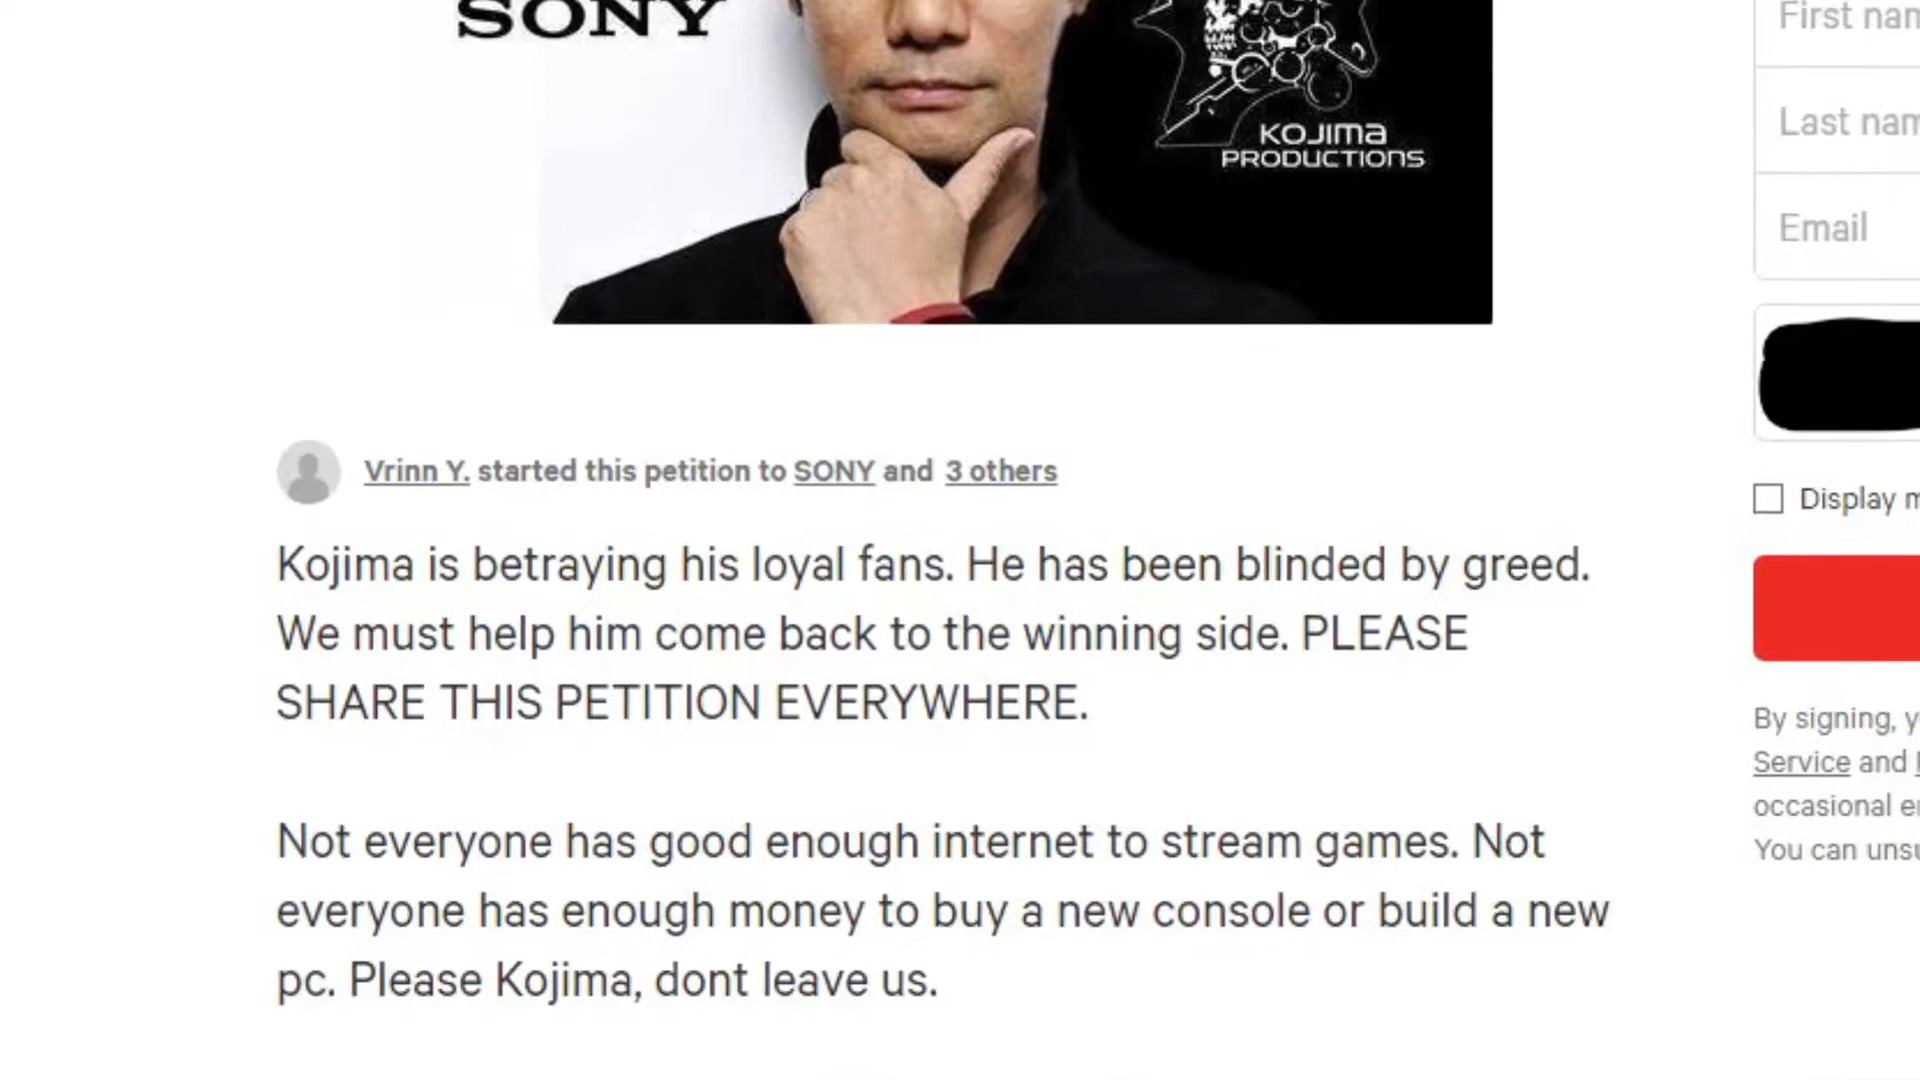 SONY
KOJIMA
PRODUCTIONS
Vrinn Y. started this petition to SONY and 3 others
Kojima is betraying his loyal fans. He has been blinded by greed.
We must help him come back to the winning side. PLEASE
SHARE THIS PETITION EVERYWHERE.
Not everyone has good enough internet to stream games. Not
everyone has enough money to buy a new console or build a new
pc. Please Kojima, dont leave us.
First nam
Last nam
Email
Display m
By signing, y
Service and
occasional e
You can unsu